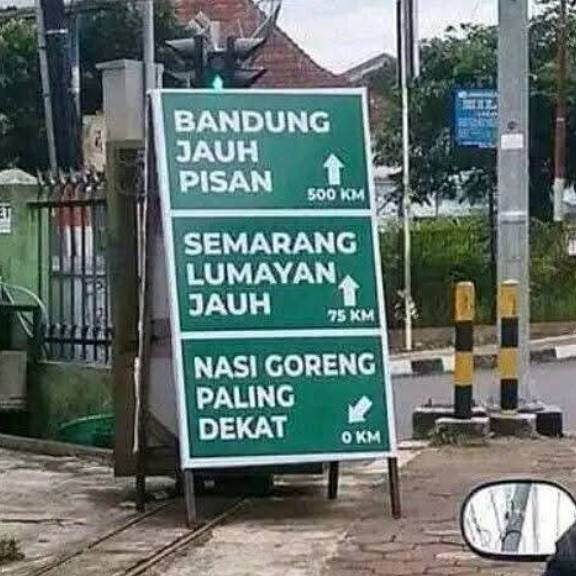 BANDUNG
JAUH
PISAN
500 KM
SEMARANG
LUMAYAN
JAUH
75 KM
NASI GORENG
PALING
DEKAT
0 KM